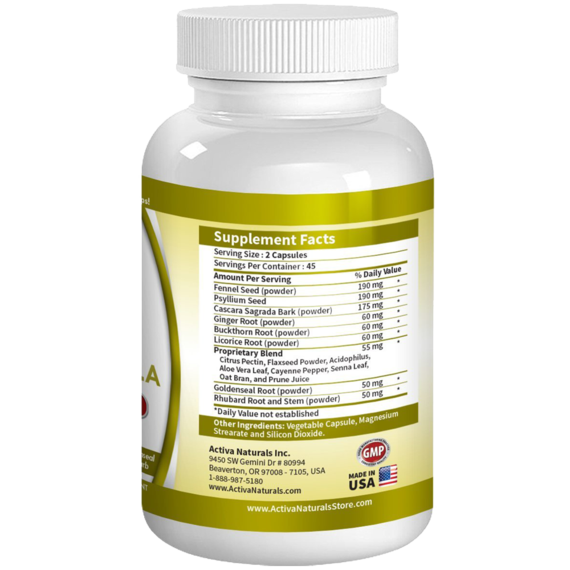 Supplement Facts
Serving Size : 2 Capsules
Servings Per Container : 45
Amount Per Serving % Daily Value
Fennel Seed (powder) 190 mg *
Psyllium Seed 190 mg *
Cascara Sagrada Bark (powder) 175 mg *
Ginger Root (powder) 60 mg *
Buckthorn Root (powder) 60 mg *
Licorice Root (powder) 60 mg *
Proprietary Blend 55 mg *
Citrus Pectin, Flaxseed Powder, Acidophilus,
Aloe Vera Leaf, Cayenne Pepper, Senna Leaf,
Oat Bran, and Prune Juice
Goldenseal Root (powder) 50 mg *
Rhubard Root and Stem (powder) 50 mg *
*Daily Value not established
Other Ingredients: Vegetable Capsule, Magnesium
Stearate and Silicon Dioxide.
Activa Naturals Inc.
9450 SW Gemini Dr # 80994
Beaverton, OR 97008 - 7105, USA
1-888-987-5180
www.ActivaNaturals.com
GMP
MADE IN
USA
www.ActivaNaturalsStore.com